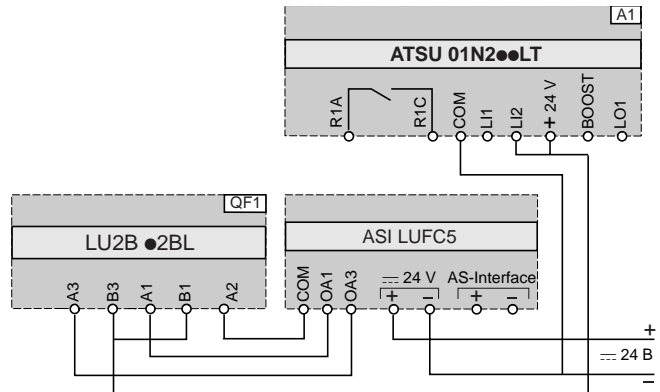 A1
ATSU 01N2●●LT
R1A R1C COM LI1 LI2 + 24 V BOOST LO1
QF1
LU2B ●2BL
ASI LUFC5
A3 B3 A1 B1 A2
COM OA1 OA3
⎓ 24 V AS-Interface
+ − + −
+
⎓ 24 B
−